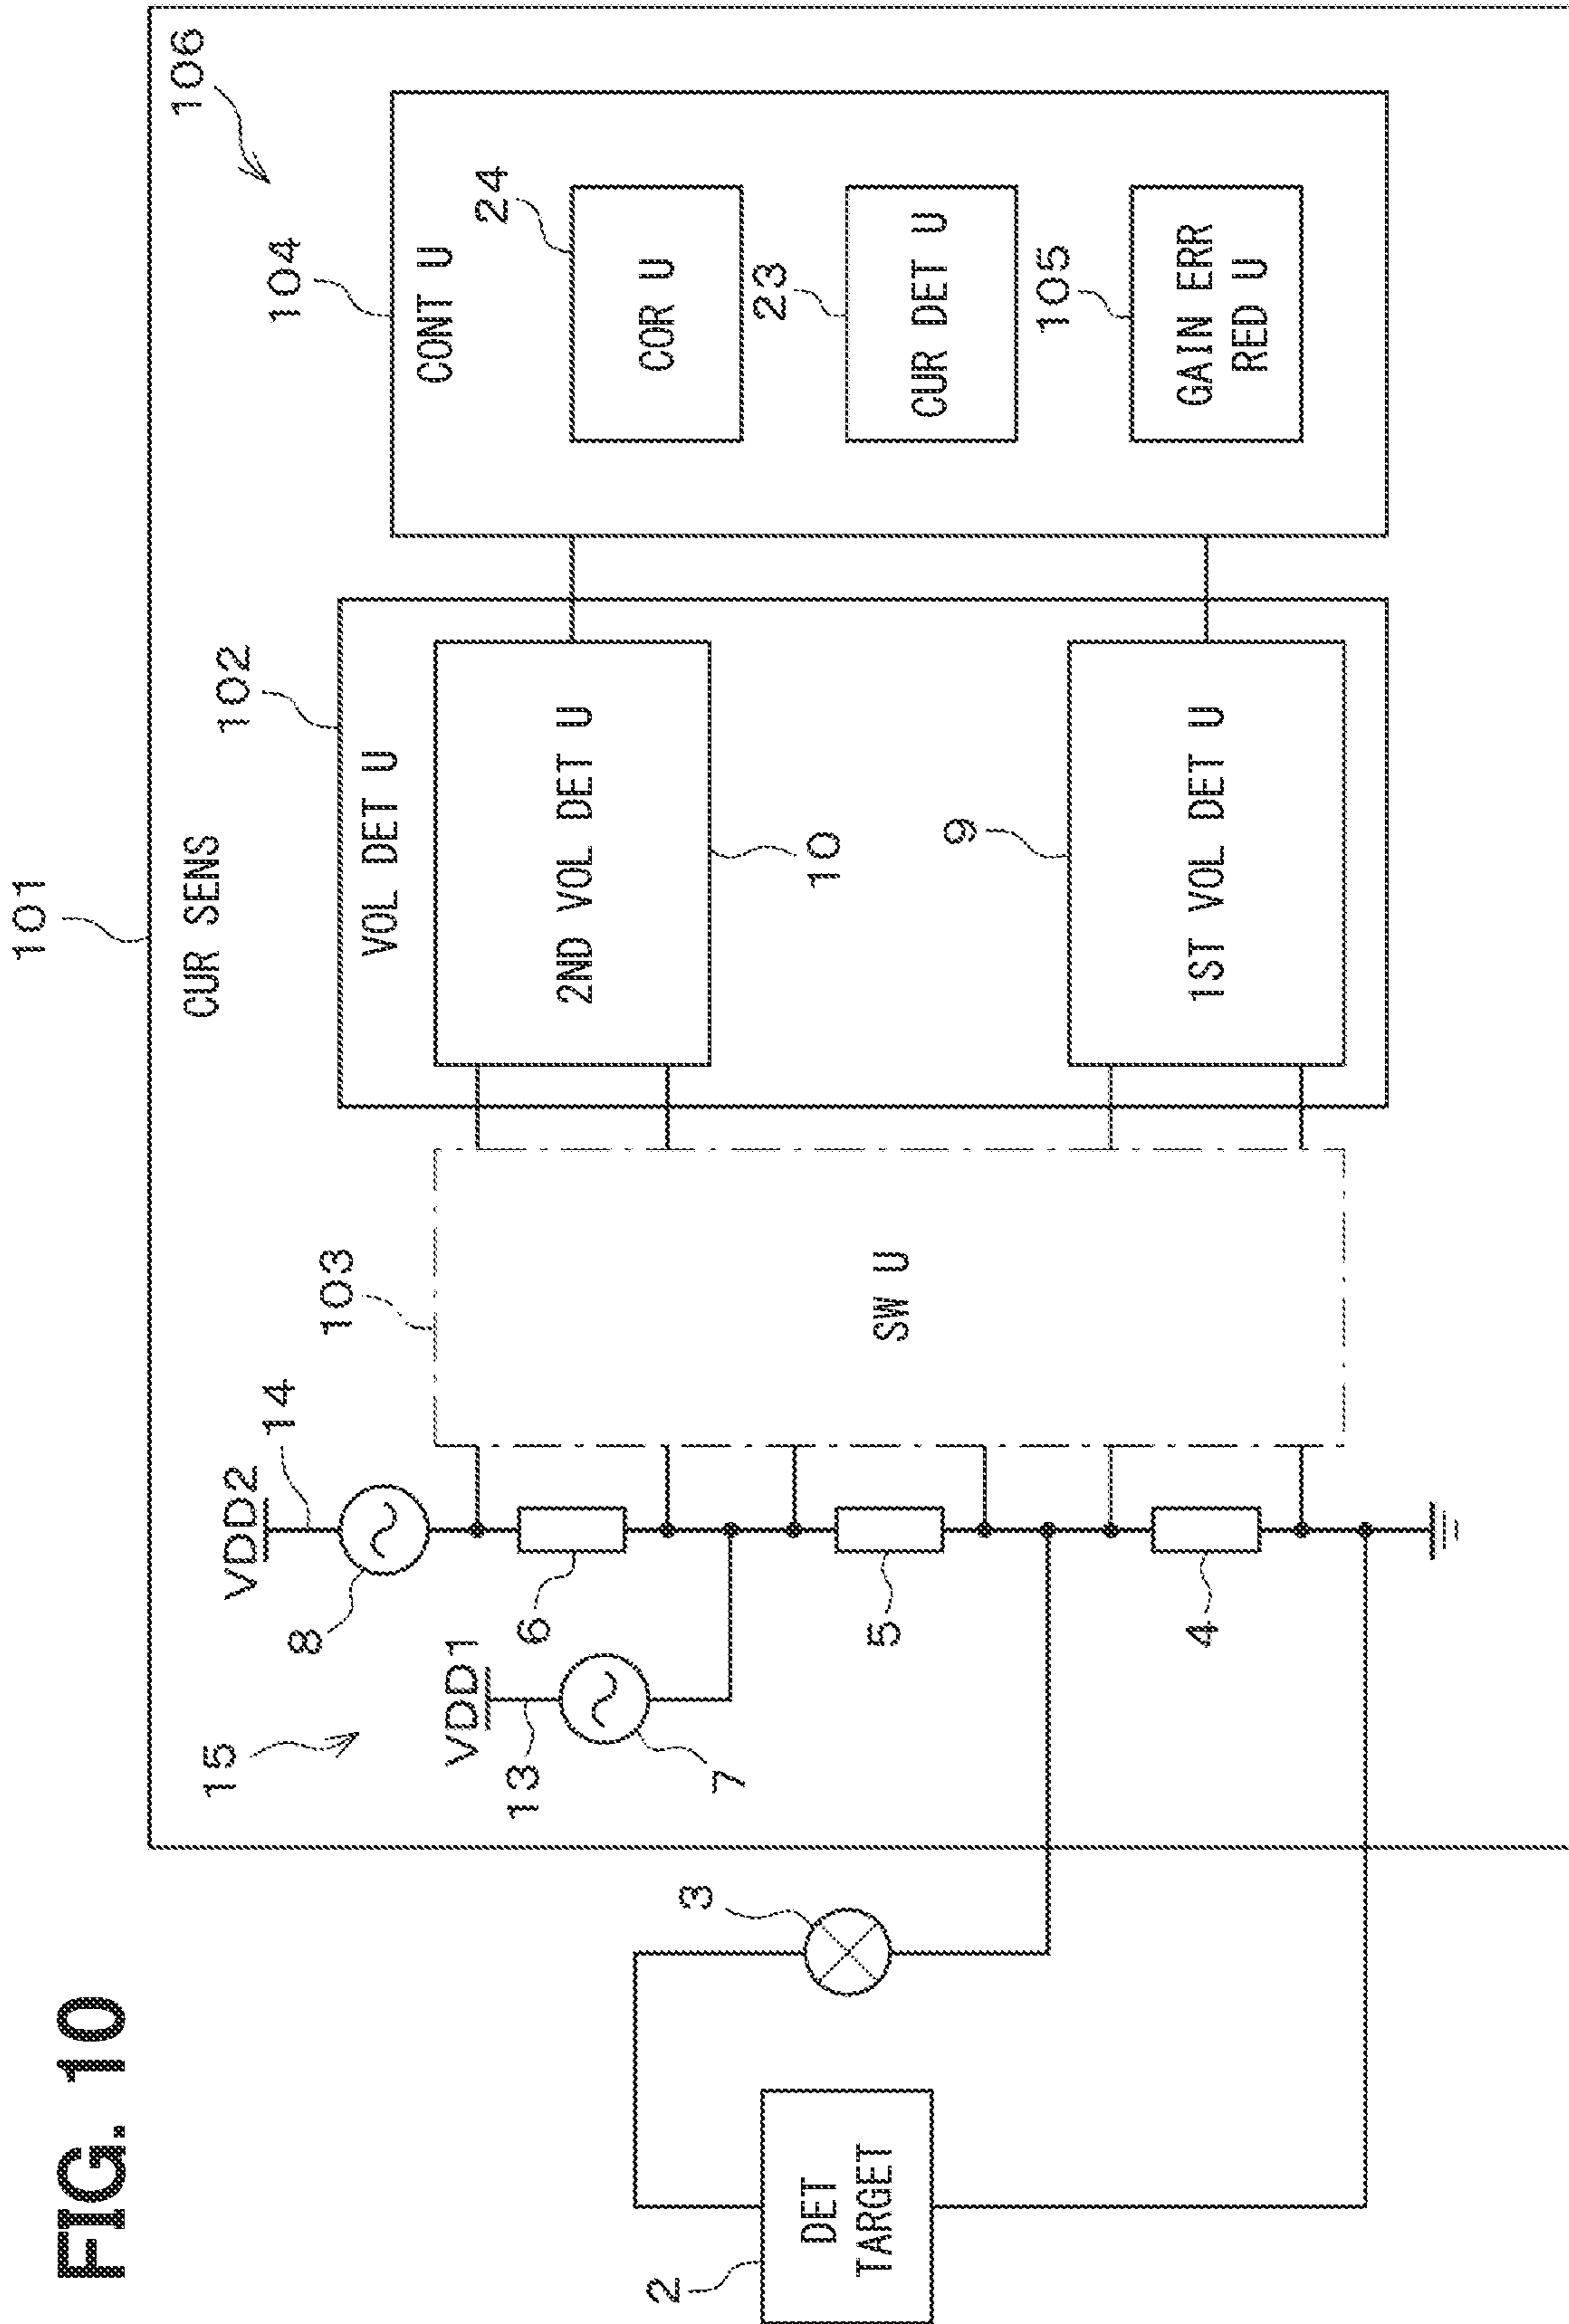 FIG. 10
101
CUR SENS
106
15
VDD1
13
7
VDD2
14
8
6
5
4
103
SW U
102
VOL DET U
2ND VOL DET U
10
9
1ST VOL DET U
104
CONT U
24
COR U
23
CUR DET U
105
GAIN ERR
RED U
3
2
DET
TARGET